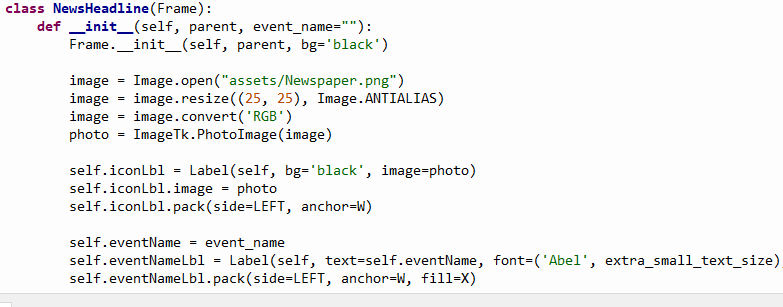 class NewsHeadline(Frame):
    def __init__(self, parent, event_name=""):
        Frame.__init__(self, parent, bg='black')

        image = Image.open("assets/Newspaper.png")
        image = image.resize((25, 25), Image.ANTIALIAS)
        image = image.convert('RGB')
        photo = ImageTk.PhotoImage(image)

        self.iconLbl = Label(self, bg='black', image=photo)
        self.iconLbl.image = photo
        self.iconLbl.pack(side=LEFT, anchor=W)

        self.eventName = event_name
        self.eventNameLbl = Label(self, text=self.eventName, font=('Abel', extra_small_text_size)
        self.eventNameLbl.pack(side=LEFT, anchor=W, fill=X)